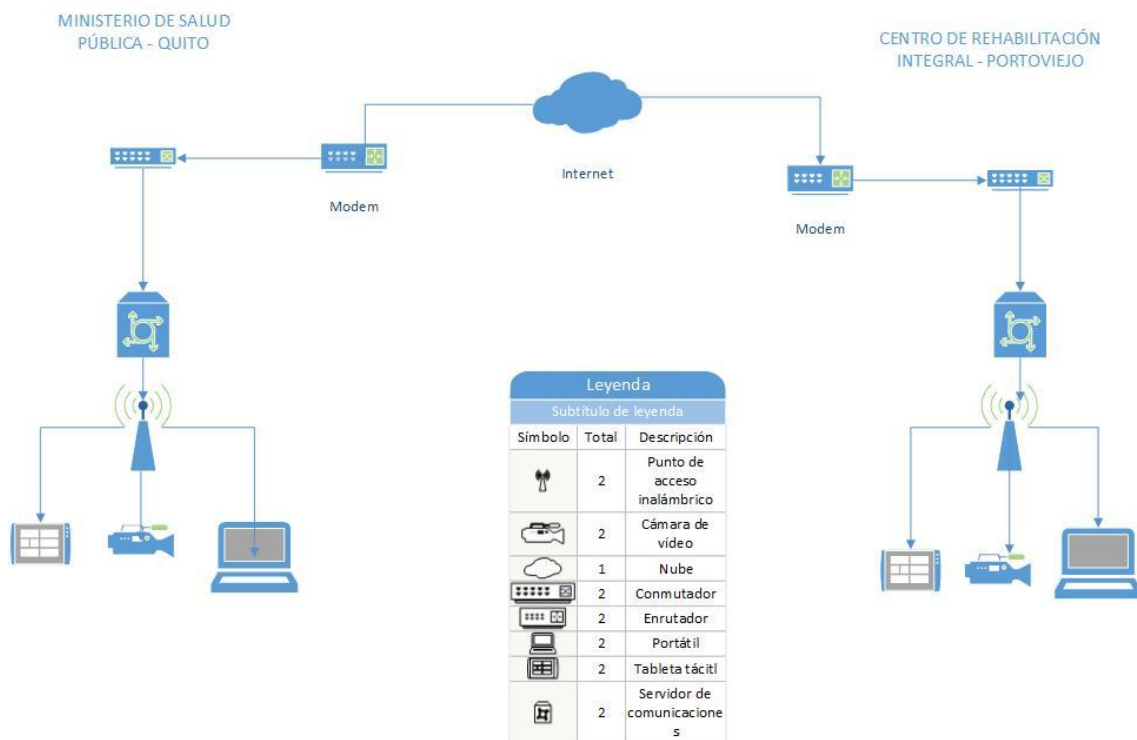 MINISTERIO DE SALUD
PÚBLICA - QUITO
CENTRO DE REHABILITACIÓN
INTEGRAL - PORTOVIEJO
Internet
Modem
Modem
Leyenda
Subtítulo de leyenda
Símbolo Total Descripción
2 Punto de
acceso
inalámbrico
2 Cámara de
vídeo
1 Nube
2 Conmutador
2 Enrutador
2 Portátil
2 Tableta tácitl
2 Servidor de
comunicacione
s